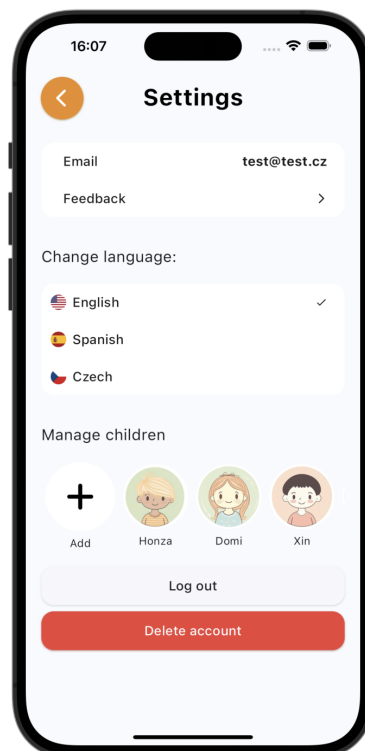 16:07
Settings
Email test@test.cz
Feedback
Change language:
English
Spanish
Czech
Manage children
Add Honza Domi Xin
Log out
Delete account